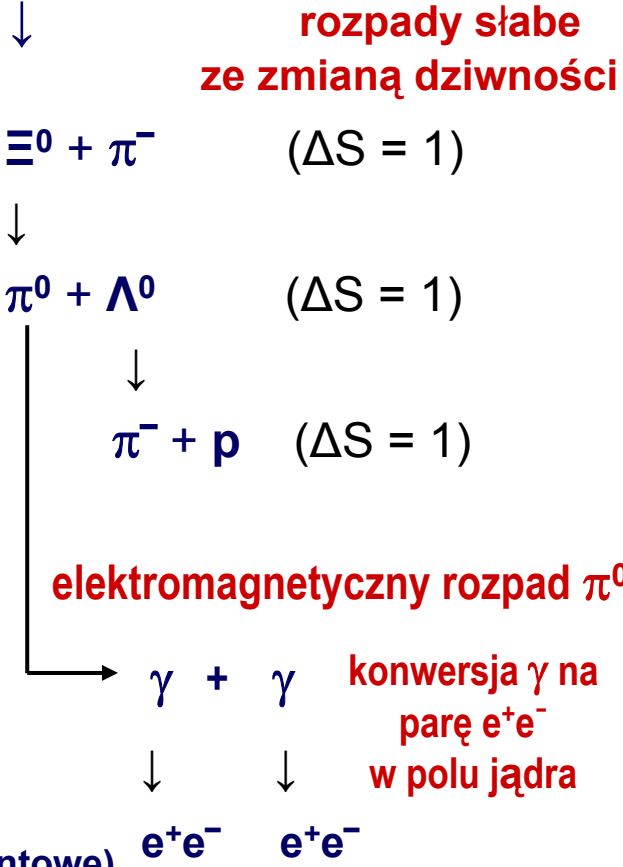 ↓
rozpady słabe
ze zmianą dziwności
Ξ⁰ + π⁻ (ΔS = 1)
↓
π⁰ + Λ⁰ (ΔS = 1)
↓
π⁻ + p (ΔS = 1)
elektromagnetyczny rozpad π⁰
γ + γ
konwersja γ na
parę e⁺e⁻
w polu jądra
↓ ↓
e⁺e⁻ e⁺e⁻